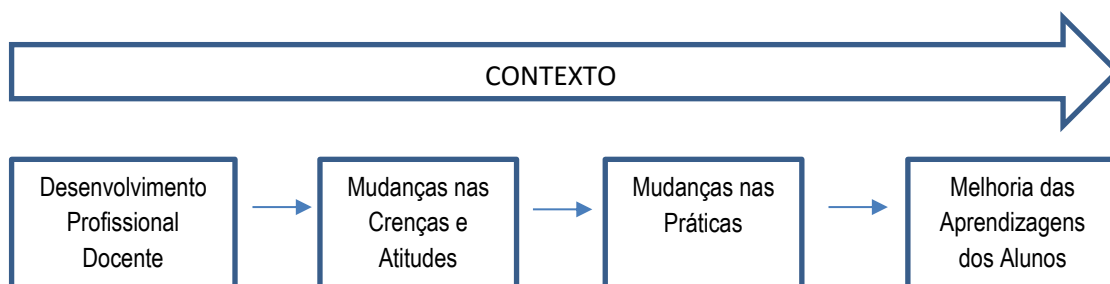 CONTEXTO
Desenvolvimento
Profissional
Docente
Mudanças nas
Crenças e
Atitudes
Mudanças nas
Práticas
Melhoria das
Aprendizagens
dos Alunos